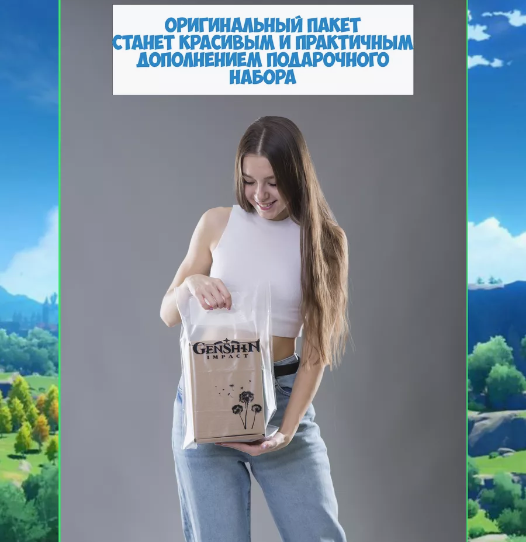 ОРИГИНАЛЬНЫЙ ПАКЕТ
СТАНЕТ КРАСИВЫМ И ПРАКТИЧНЫМ
ДОПОЛНЕНИЕМ ПОДАРОЧНОГО
НАБОРА
GENSHIN
IMPACT